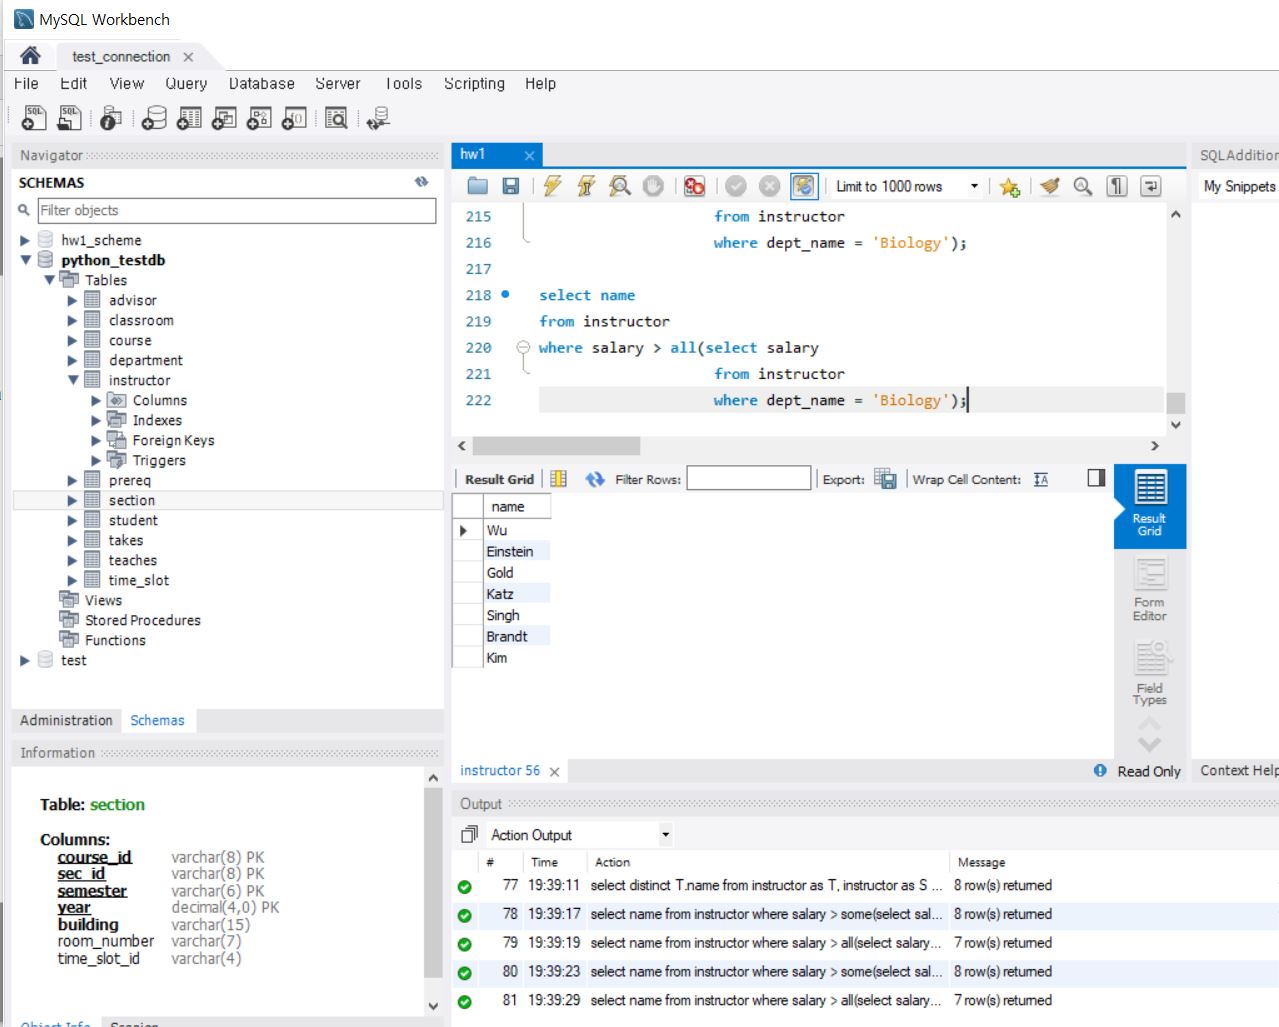 MySQL Workbench
test_connection
File Edit View Query Database Server Tools Scripting Help
Navigator
SCHEMAS
Filter objects
hw1_scheme
python_testdb
Tables
advisor
classroom
course
department
instructor
Columns
Indexes
Foreign Keys
Triggers
prereq
section
student
takes
teaches
time_slot
Views
Stored Procedures
Functions
test
Administration Schemas
Information
Table: section
Columns:
course_id varchar(8) PK
sec_id varchar(8) PK
semester varchar(6) PK
year decimal(4,0) PK
building varchar(15)
room_number varchar(7)
time_slot_id varchar(4)
Object Info Session
hw1
Limit to 1000 rows
215 from instructor
216 where dept_name = 'Biology');
217
218 select name
219 from instructor
220 where salary > all(select salary
221 from instructor
222 where dept_name = 'Biology');
Result Grid Filter Rows: Export: Wrap Cell Content:
name
Wu
Einstein
Gold
Katz
Singh
Brandt
Kim
Result
Grid
Form
Editor
Field
Types
instructor 56
Read Only
SQLAddition
My Snippets
Context Help
Output
Action Output
# Time Action Message
77 19:39:11 select distinct T.name from instructor as T, instructor as S ... 8 row(s) returned
78 19:39:17 select name from instructor where salary > some(select sal... 8 row(s) returned
79 19:39:19 select name from instructor where salary > all(select salary... 7 row(s) returned
80 19:39:23 select name from instructor where salary > some(select sal... 8 row(s) returned
81 19:39:29 select name from instructor where salary > all(select salary... 7 row(s) returned